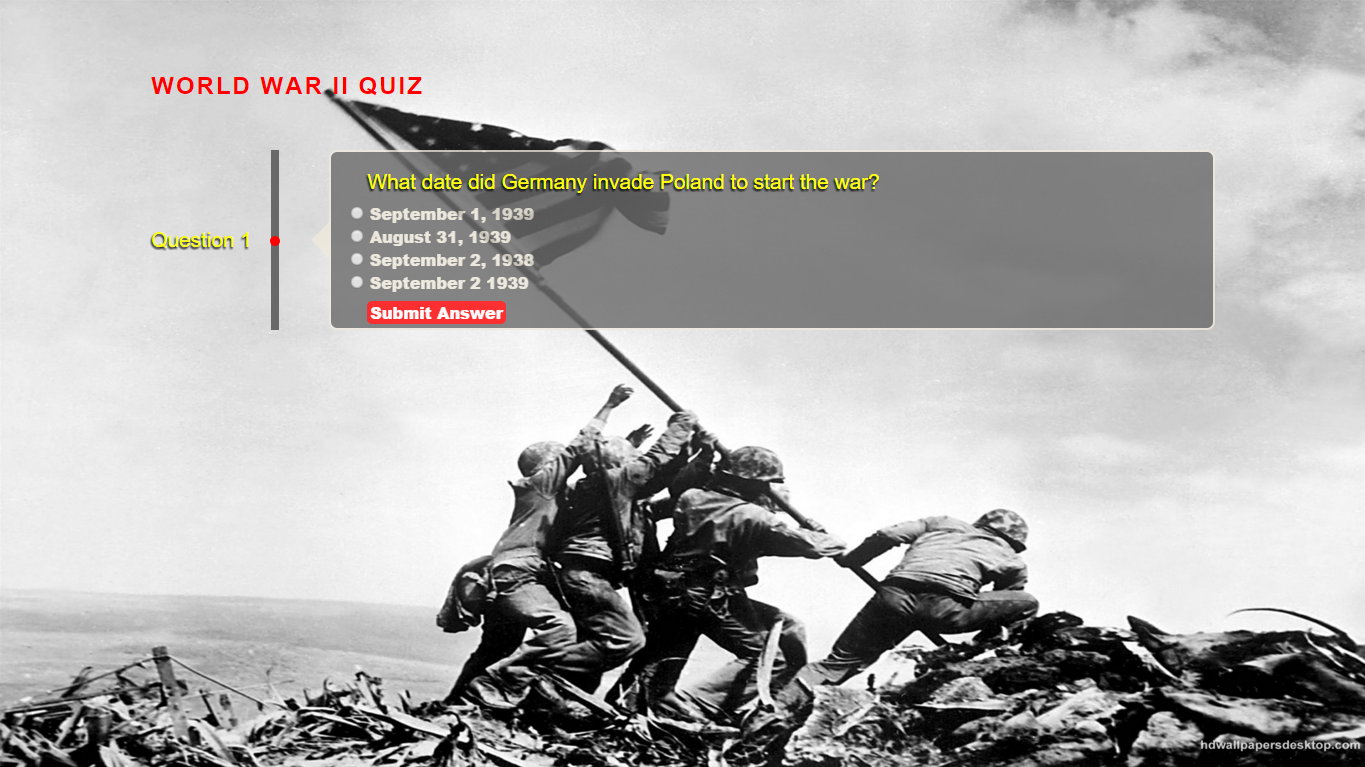 WORLD WAR II QUIZ
What date did Germany invade Poland to start the war?
Question 1
September 1, 1939
August 31, 1939
September 2, 1938
September 2 1939
Submit Answer
hdwallpapersdesktop.com